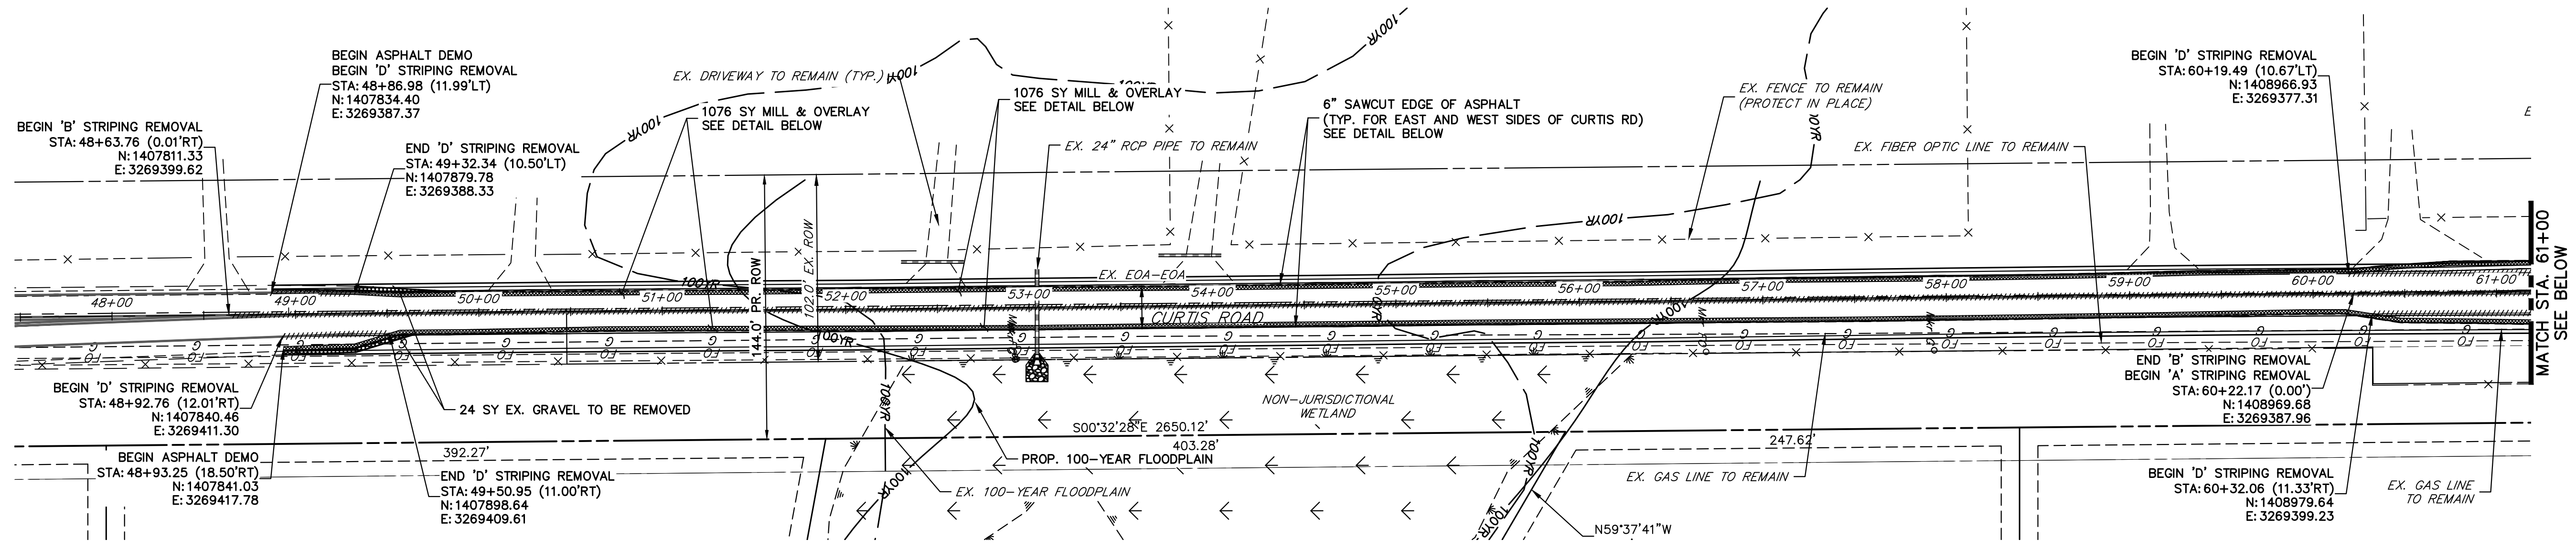 BEGIN ASPHALT DEMO
BEGIN 'D' STRIPING REMOVAL
STA: 48+86.98 (11.99'LT)
N: 1407834.40
E: 3269387.37
BEGIN 'B' STRIPING REMOVAL
STA: 48+63.76 (0.01'RT)
N: 1407811.33
E: 3269399.62
END 'D' STRIPING REMOVAL
STA: 49+32.34 (10.50'LT)
N: 1407879.78
E: 3269388.33
EX. DRIVEWAY TO REMAIN (TYP.)
1076 SY MILL & OVERLAY
SEE DETAIL BELOW
1076 SY MILL & OVERLAY
SEE DETAIL BELOW
EX. 24" RCP PIPE TO REMAIN
6" SAWCUT EDGE OF ASPHALT
(TYP. FOR EAST AND WEST SIDES OF CURTIS RD)
SEE DETAIL BELOW
EX. FENCE TO REMAIN
(PROTECT IN PLACE)
EX. FIBER OPTIC LINE TO REMAIN
BEGIN 'D' STRIPING REMOVAL
STA: 60+19.49 (10.67'LT)
N: 1408966.93
E: 3269377.31
E
100YR
100YR
100YR
100YR
100YR
100YR
100YR
100YR
100YR
100YR
100YR
100YR
100YR
144.0' PR. ROW
102.0' EX. ROW
EX. EOA-EOA
48+00
49+00
50+00
51+00
52+00
53+00
54+00
55+00
56+00
57+00
58+00
59+00
60+00
61+00
CURTIS ROAD
MATCH STA. 61+00
SEE BELOW
BEGIN 'D' STRIPING REMOVAL
STA: 48+92.76 (12.01'RT)
N: 1407840.46
E: 3269411.30
24 SY EX. GRAVEL TO BE REMOVED
BEGIN ASPHALT DEMO
STA: 48+93.25 (18.50'RT)
N: 1407841.03
E: 3269417.78
392.27'
END 'D' STRIPING REMOVAL
STA: 49+50.95 (11.00'RT)
N: 1407898.64
E: 3269409.61
NON-JURISDICTIONAL
WETLAND
S00°32'28"E 2650.12'
403.28'
PROP. 100-YEAR FLOODPLAIN
EX. 100-YEAR FLOODPLAIN
247.62'
EX. GAS LINE TO REMAIN
N59°37'41"W
END 'B' STRIPING REMOVAL
BEGIN 'A' STRIPING REMOVAL
STA: 60+22.17 (0.00')
N: 1408969.68
E: 3269387.96
BEGIN 'D' STRIPING REMOVAL
STA: 60+32.06 (11.33'RT)
N: 1408979.64
E: 3269399.23
EX. GAS LINE
TO REMAIN